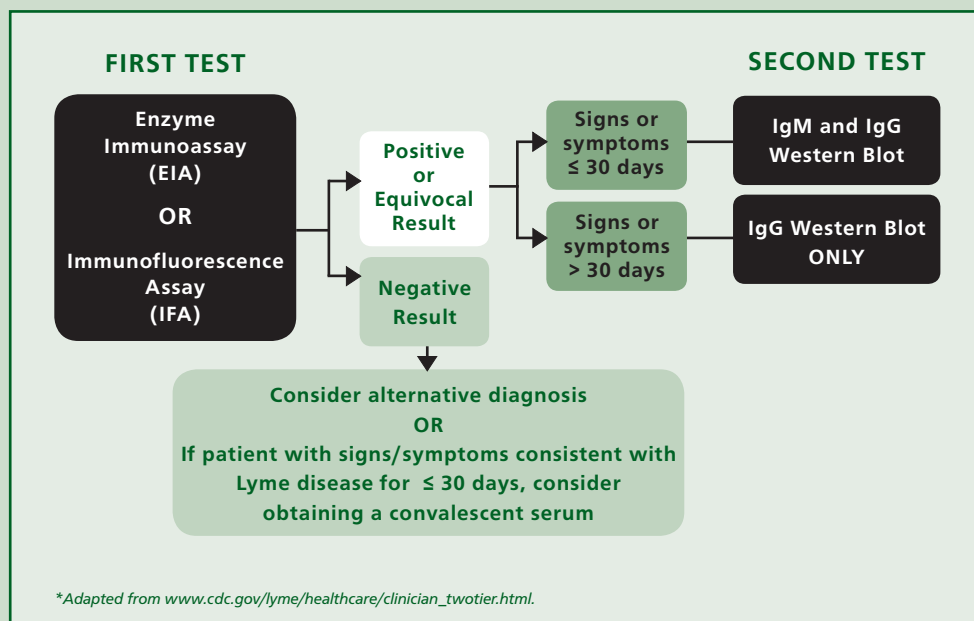 FIRST TEST
SECOND TEST
Enzyme
Immunoassay
(EIA)
OR
Immunofluorescence
Assay
(IFA)
Positive
or
Equivocal
Result
Negative
Result
Signs or
symptoms
≤ 30 days
Signs or
symptoms
> 30 days
IgM and IgG
Western Blot
IgG Western Blot
ONLY
Consider alternative diagnosis
OR
If patient with signs/symptoms consistent with
Lyme disease for ≤ 30 days, consider
obtaining a convalescent serum
*Adapted from www.cdc.gov/lyme/healthcare/clinician_twotier.html.